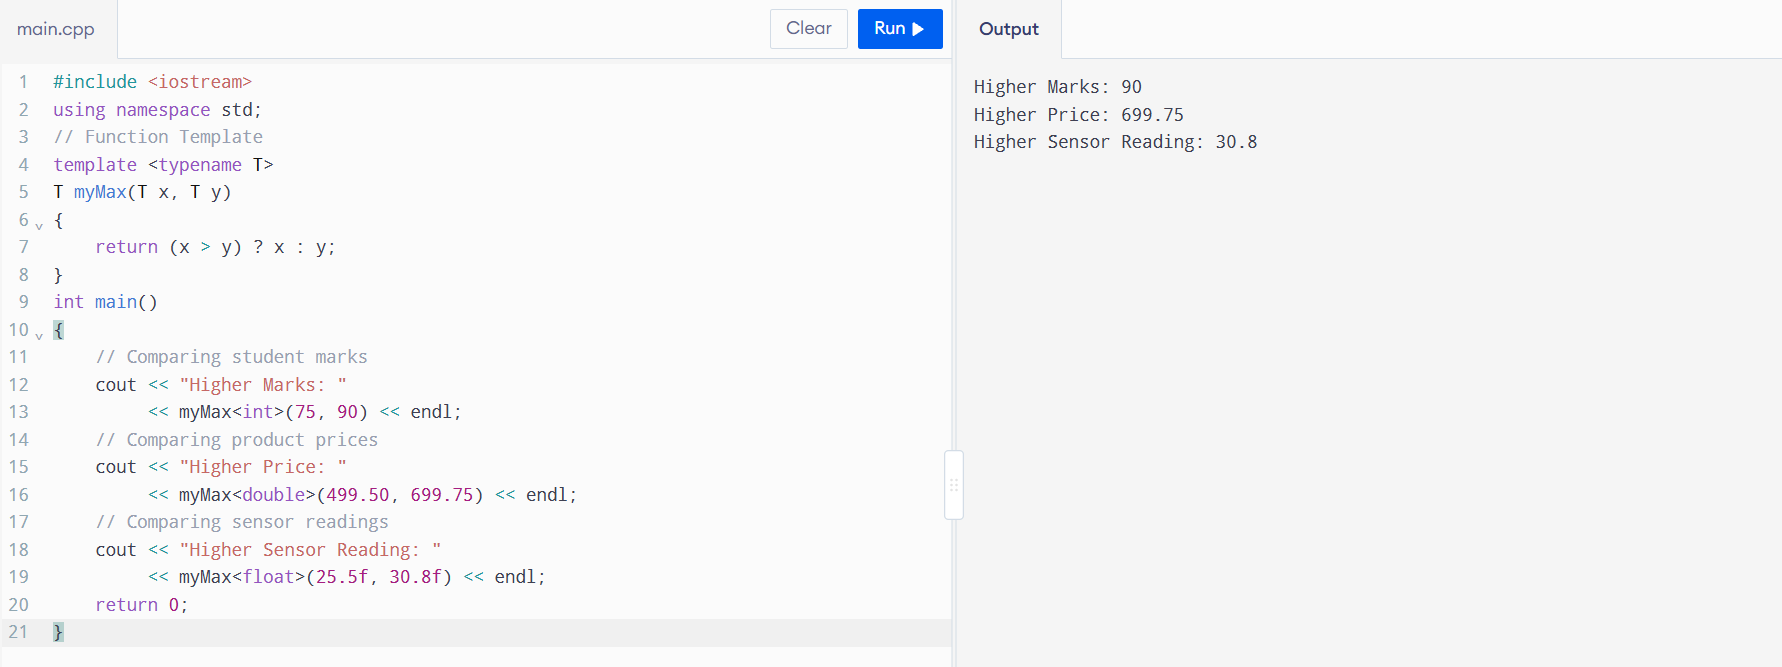 main.cpp
Clear
Run
Output
1 #include <iostream>
2 using namespace std;
3 // Function Template
4 template <typename T>
5 T myMax(T x, T y)
6 {
7     return (x > y) ? x : y;
8 }
9 int main()
10 {
11     // Comparing student marks
12     cout << "Higher Marks: "
13          << myMax<int>(75, 90) << endl;
14     // Comparing product prices
15     cout << "Higher Price: "
16          << myMax<double>(499.50, 699.75) << endl;
17     // Comparing sensor readings
18     cout << "Higher Sensor Reading: "
19          << myMax<float>(25.5f, 30.8f) << endl;
20     return 0;
21 }
Higher Marks: 90
Higher Price: 699.75
Higher Sensor Reading: 30.8